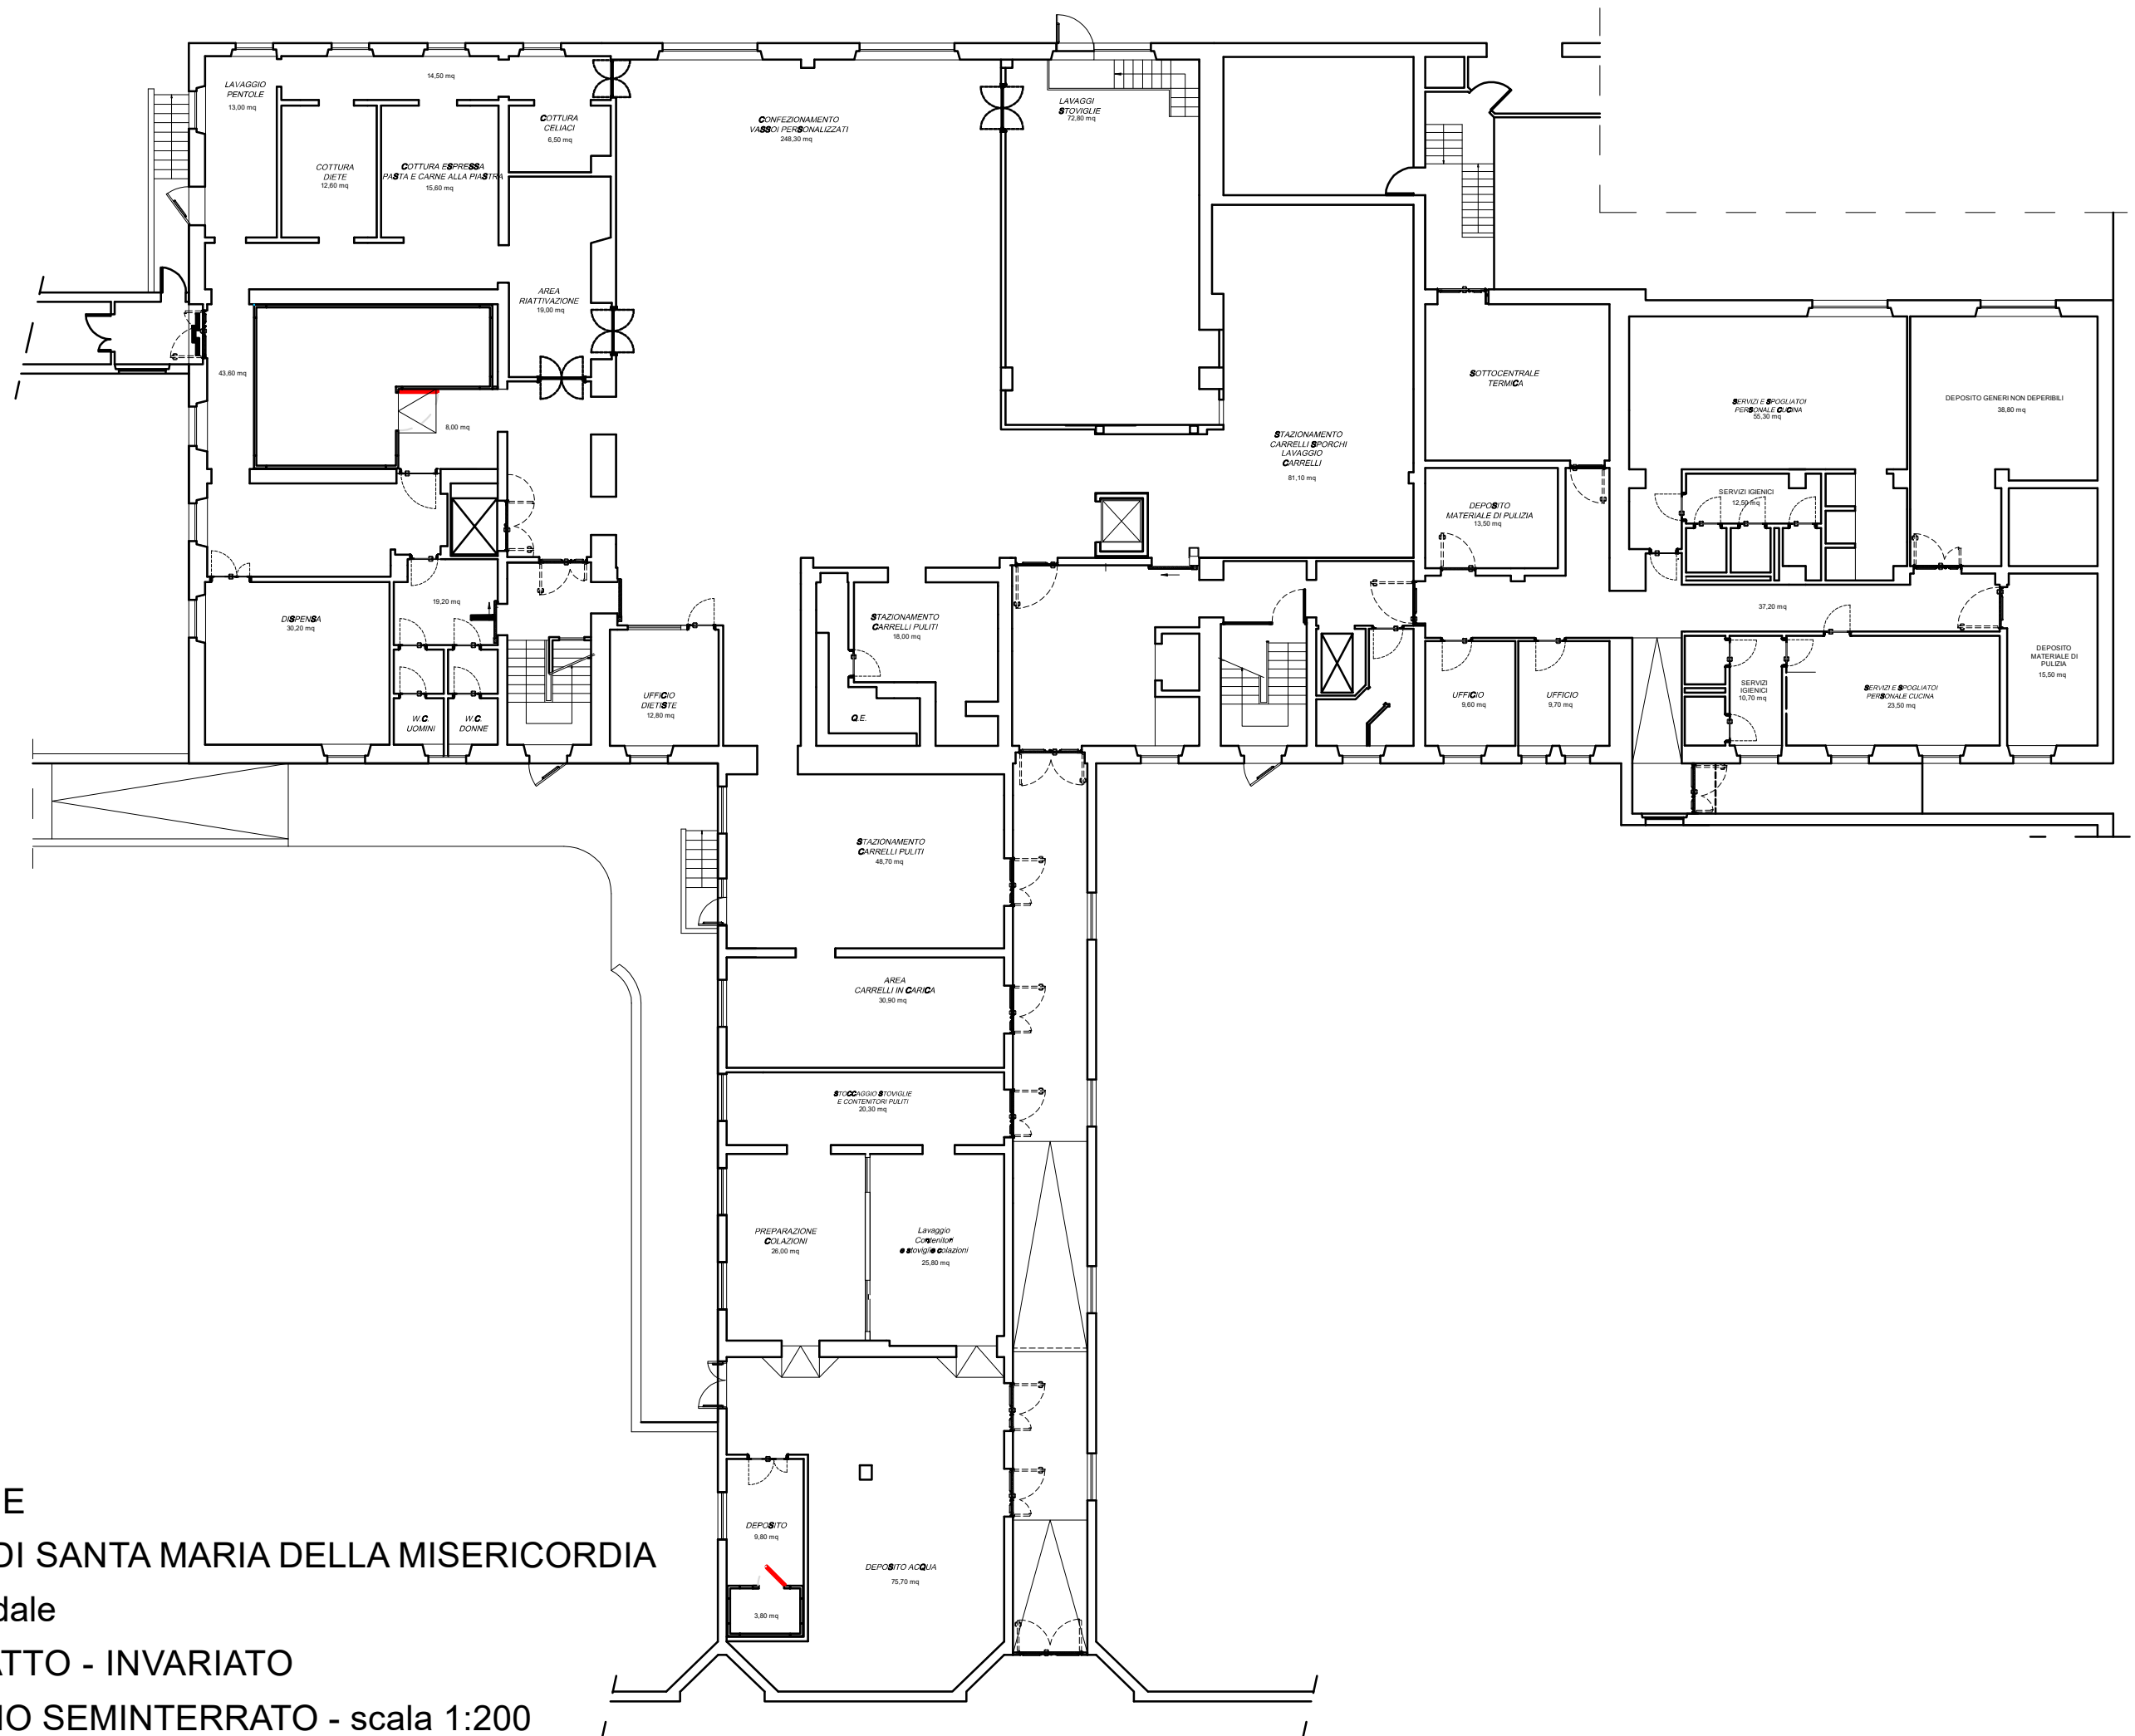 LAVAGGIO
PENTOLE
13,00 mq
14,50 mq
COTTURA
CELIACI
6,50 mq
COTTURA
DIETE
12,60 mq
COTTURA ESPRESSA
PASTA E CARNE ALLA PIASTRA
15,60 mq
CONFEZIONAMENTO
VASSOI PERSONALIZZATI
248,30 mq
LAVAGGI
STOVIGLIE
72,80 mq
AREA
RIATTIVAZIONE
19,00 mq
43,60 mq
8,00 mq
STAZIONAMENTO
CARRELLI SPORCHI
LAVAGGIO
CARRELLI
81,10 mq
SOTTOCENTRALE
TERMICA
SERVIZI E SPOGLIATOI
PERSONALE CUCINA
55,30 mq
DEPOSITO GENERI NON DEPERIBILI
38,80 mq
DEPOSITO
MATERIALE DI PULIZIA
13,50 mq
SERVIZI IGIENICI
12,50 mq
DISPENSA
30,20 mq
19,20 mq
W.C.
UOMINI
W.C.
DONNE
UFFICIO
DIETISTE
12,80 mq
STAZIONAMENTO
CARRELLI PULITI
18,00 mq
Q.E.
37,20 mq
UFFICIO
9,60 mq
UFFICIO
9,70 mq
SERVIZI
IGIENICI
10,70 mq
SERVIZI E SPOGLIATOI
PERSONALE CUCINA
23,50 mq
DEPOSITO
MATERIALE DI
PULIZIA
15,50 mq
STAZIONAMENTO
CARRELLI PULITI
48,70 mq
AREA
CARRELLI IN CARICA
30,90 mq
STOCCAGGIO STOVIGLIE
E CONTENITORI PULITI
20,30 mq
PREPARAZIONE
COLAZIONI
26,00 mq
Lavaggio
Contenitori
e stoviglie colazioni
25,80 mq
DEPOSITO
9,80 mq
DEPOSITO ACQUA
75,70 mq
3,80 mq
E
DI SANTA MARIA DELLA MISERICORDIA
dale
ATTO - INVARIATO
NO SEMINTERRATO - scala 1:200